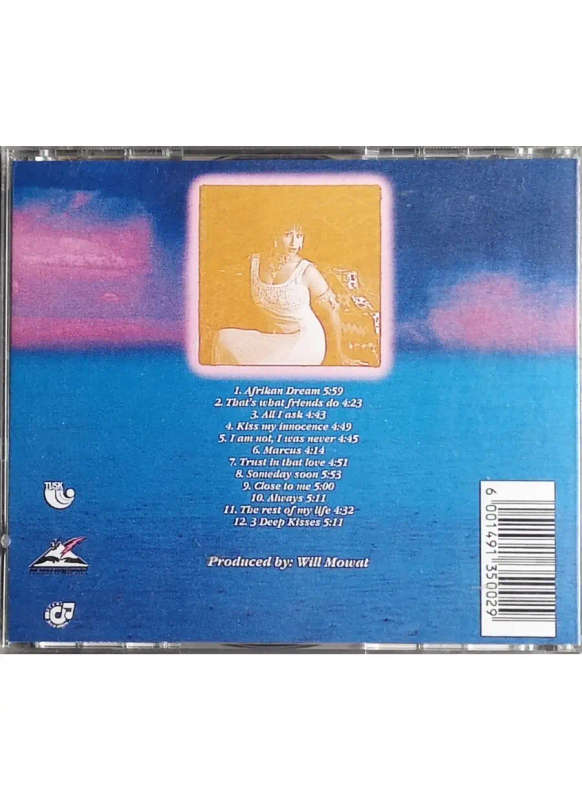 1. Afrikan Dream 5:59
2. That's what friends do 4:23
3. All I ask 4:43
4. Kiss my innocence 4:49
5. I am not, I was never 4:45
6. Marcus 4:14
7. Trust in that love 4:51
8. Someday soon 5:53
9. Close to me 5:00
10. Always 5:11
11. The rest of my life 4:32
12. 3 Deep Kisses 5:11
TUSK
Produced by: Will Mowat
6 001491 350029